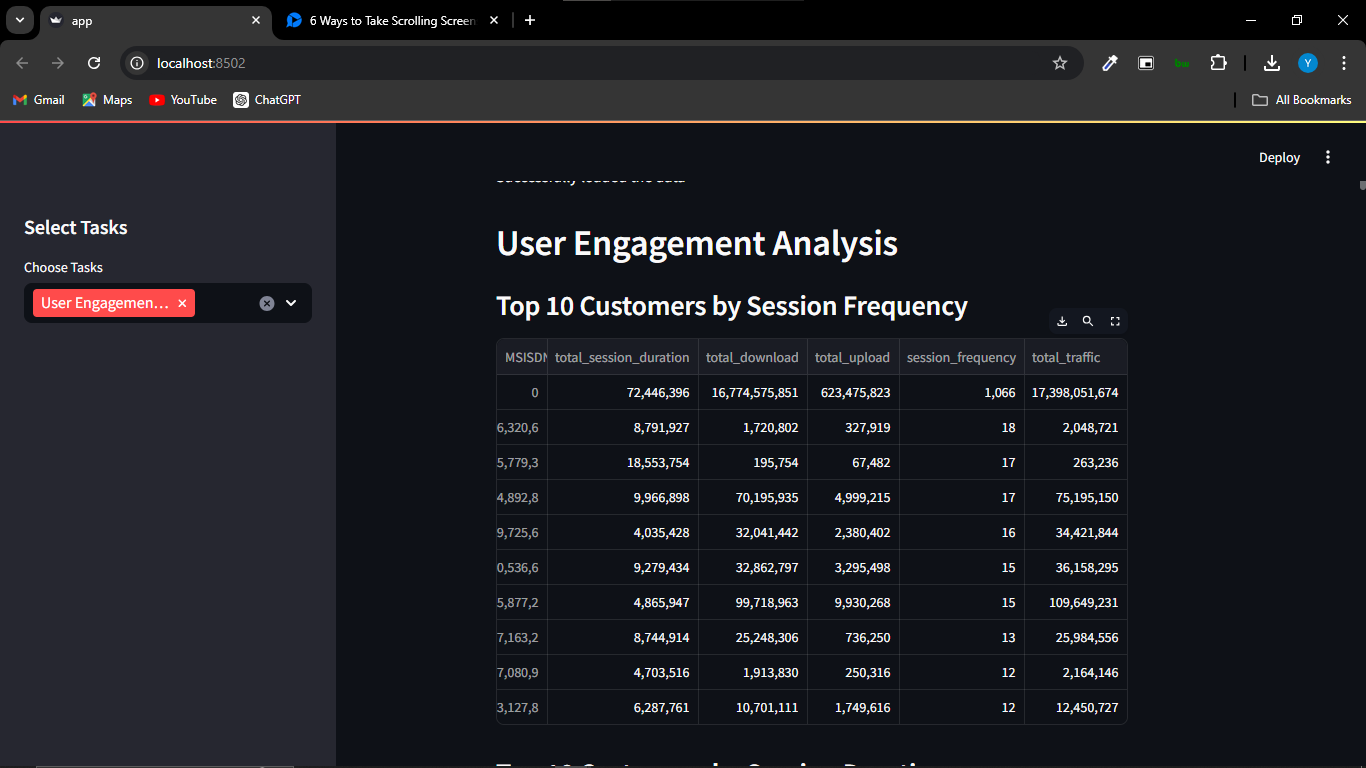 app
6 Ways to Take Scrolling Screen
localhost:8502
Y
Gmail
Maps
YouTube
ChatGPT
All Bookmarks
Deploy
Select Tasks
Choose Tasks
User Engagemen...
Successfully loaded the data
User Engagement Analysis
Top 10 Customers by Session Frequency
MSISDN total_session_duration total_download total_upload session_frequency total_traffic
0 72,446,396 16,774,575,851 623,475,823 1,066 17,398,051,674
6,320,6 8,791,927 1,720,802 327,919 18 2,048,721
5,779,3 18,553,754 195,754 67,482 17 263,236
4,892,8 9,966,898 70,195,935 4,999,215 17 75,195,150
9,725,6 4,035,428 32,041,442 2,380,402 16 34,421,844
0,536,6 9,279,434 32,862,797 3,295,498 15 36,158,295
5,877,2 4,865,947 99,718,963 9,930,268 15 109,649,231
7,163,2 8,744,914 25,248,306 736,250 13 25,984,556
7,080,9 4,703,516 1,913,830 250,316 12 2,164,146
3,127,8 6,287,761 10,701,111 1,749,616 12 12,450,727